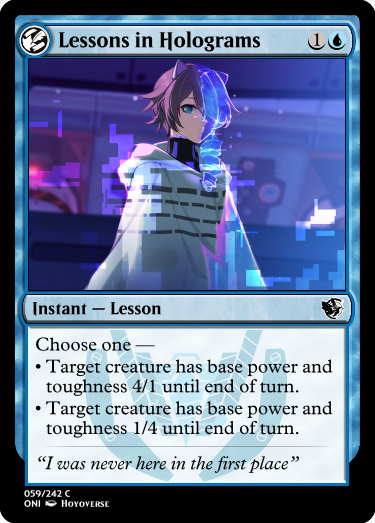 Lessons in Holograms 1
Instant — Lesson
Choose one —
• Target creature has base power and
toughness 4/1 until end of turn.
• Target creature has base power and
toughness 1/4 until end of turn.
“I was never here in the first place”
059/242 C
ONI Hoyoverse